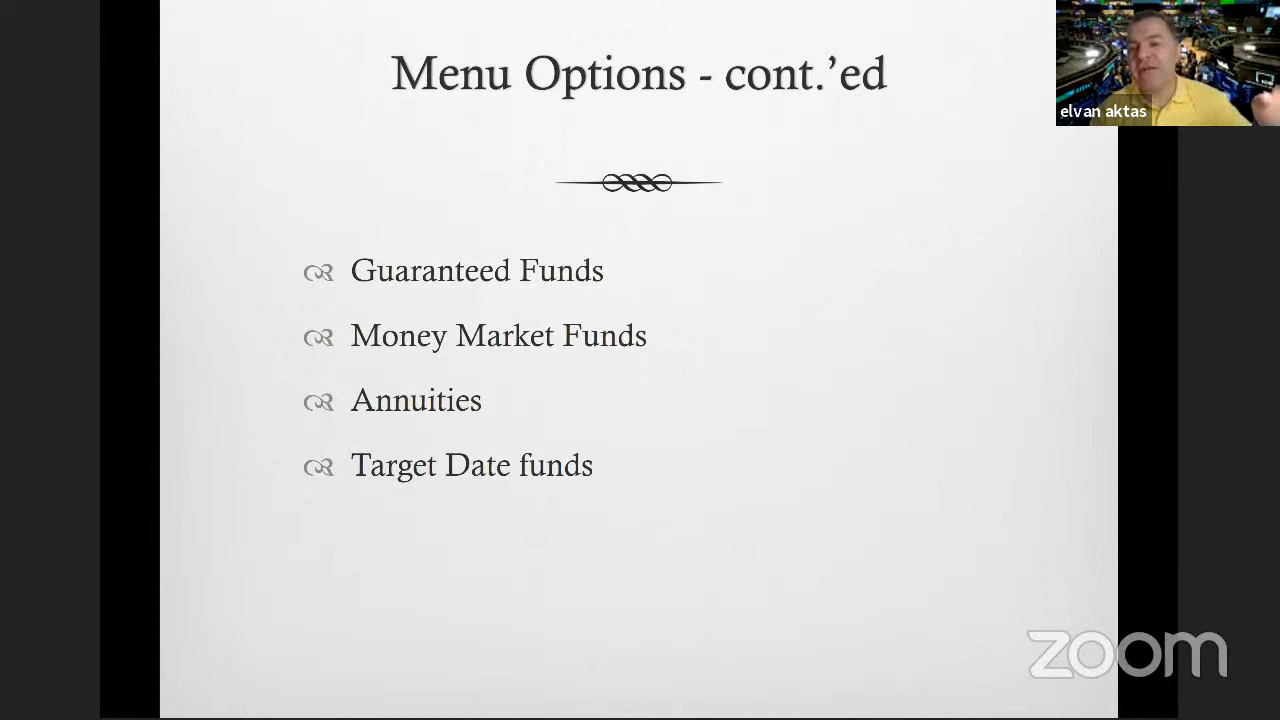 Menu Options - cont.’ed
elvan aktas
Guaranteed Funds
Money Market Funds
Annuities
Target Date funds
zoom